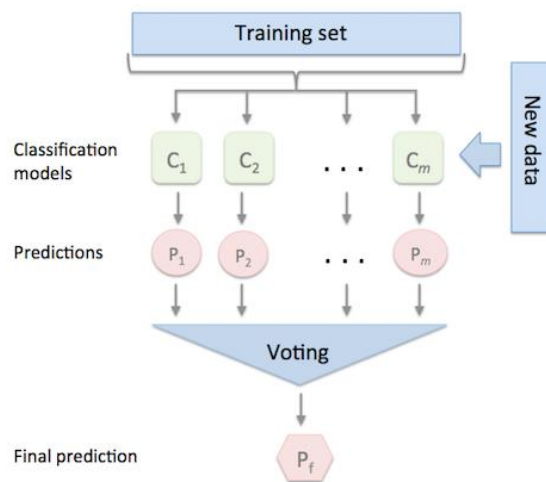 Training set
New data
Classification
models
C1 C2 . . . Cm
Predictions
P1 P2 . . . Pm
Voting
Final prediction
Pf